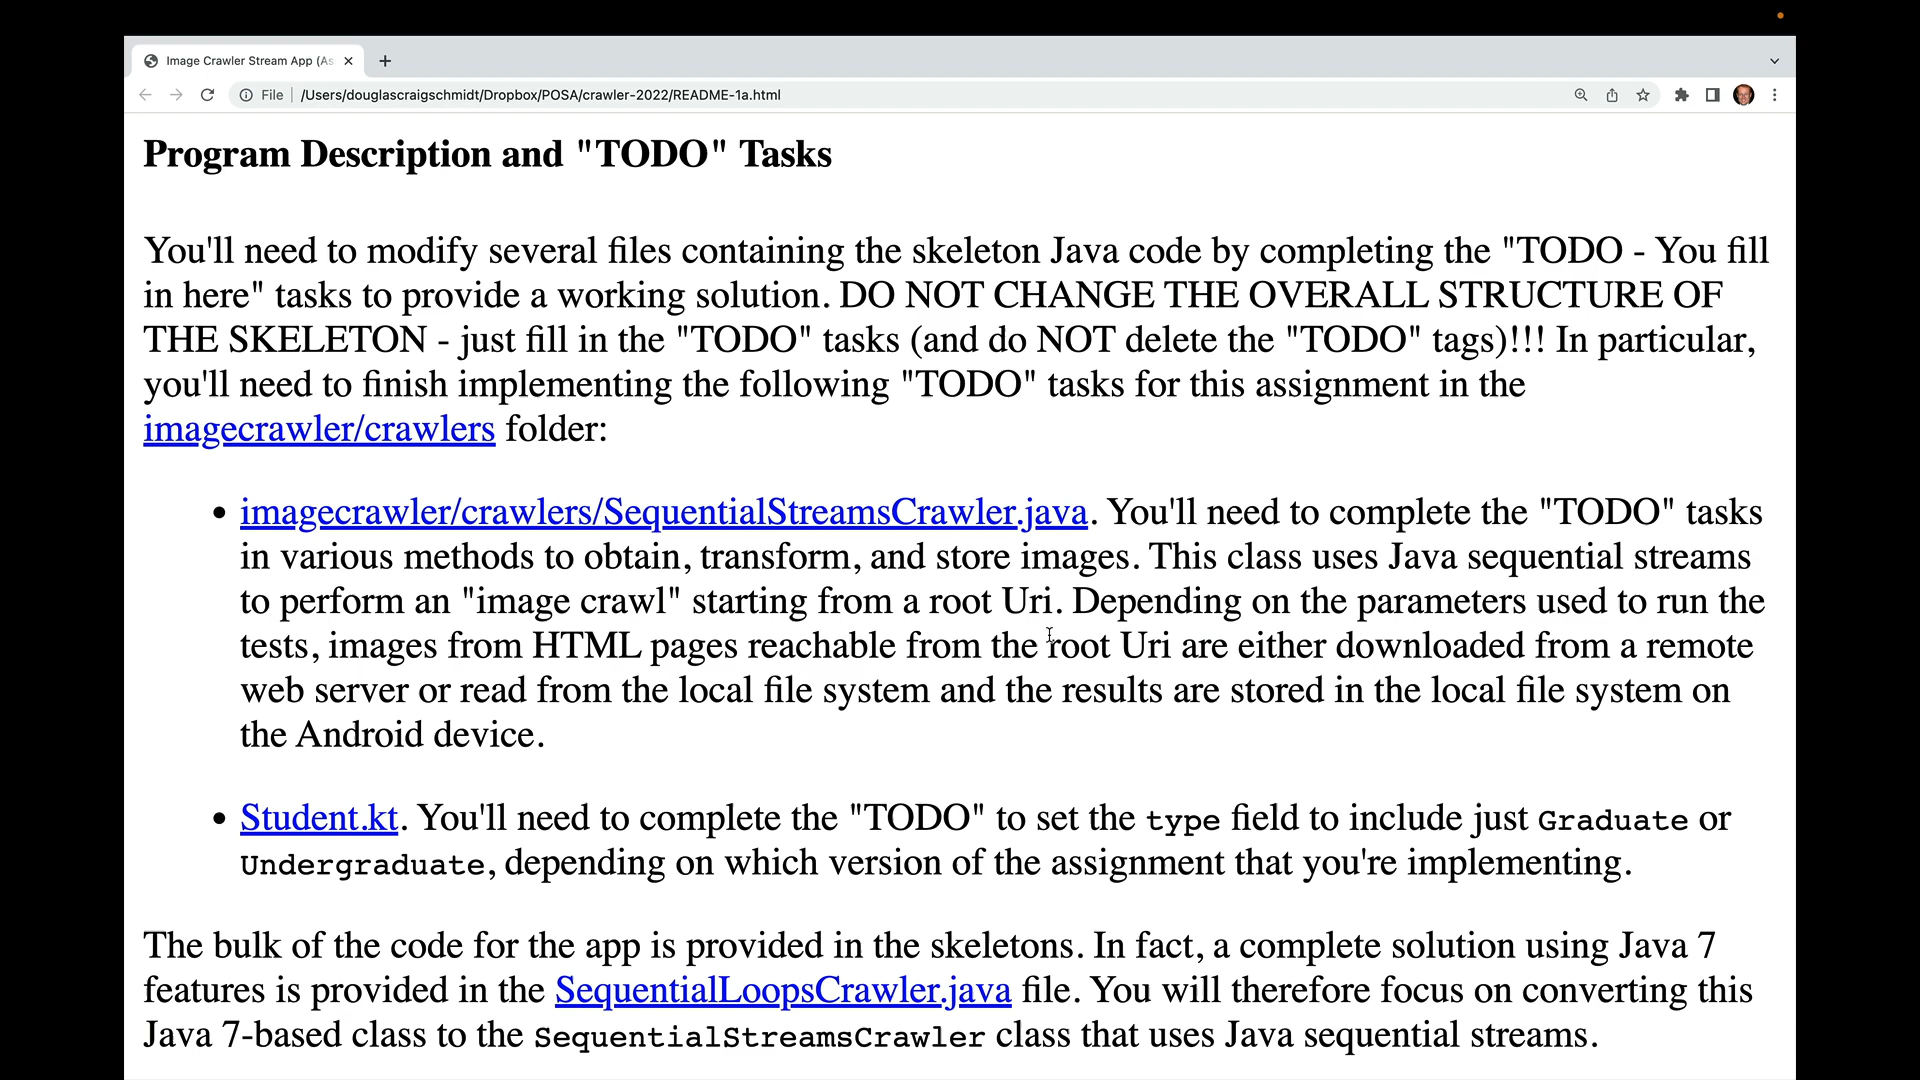 Image Crawler Stream App (As
File
/Users/douglascraigschmidt/Dropbox/POSA/crawler-2022/README-1a.html
Program Description and "TODO" Tasks
You'll need to modify several files containing the skeleton Java code by completing the "TODO - You fill
in here" tasks to provide a working solution. DO NOT CHANGE THE OVERALL STRUCTURE OF
THE SKELETON - just fill in the "TODO" tasks (and do NOT delete the "TODO" tags)!!! In particular,
you'll need to finish implementing the following "TODO" tasks for this assignment in the
imagecrawler/crawlers folder:
• imagecrawler/crawlers/SequentialStreamsCrawler.java. You'll need to complete the "TODO" tasks
in various methods to obtain, transform, and store images. This class uses Java sequential streams
to perform an "image crawl" starting from a root Uri. Depending on the parameters used to run the
tests, images from HTML pages reachable from the root Uri are either downloaded from a remote
web server or read from the local file system and the results are stored in the local file system on
the Android device.
• Student.kt. You'll need to complete the "TODO" to set the type field to include just Graduate or
Undergraduate, depending on which version of the assignment that you're implementing.
The bulk of the code for the app is provided in the skeletons. In fact, a complete solution using Java 7
features is provided in the SequentialLoopsCrawler.java file. You will therefore focus on converting this
Java 7-based class to the SequentialStreamsCrawler class that uses Java sequential streams.